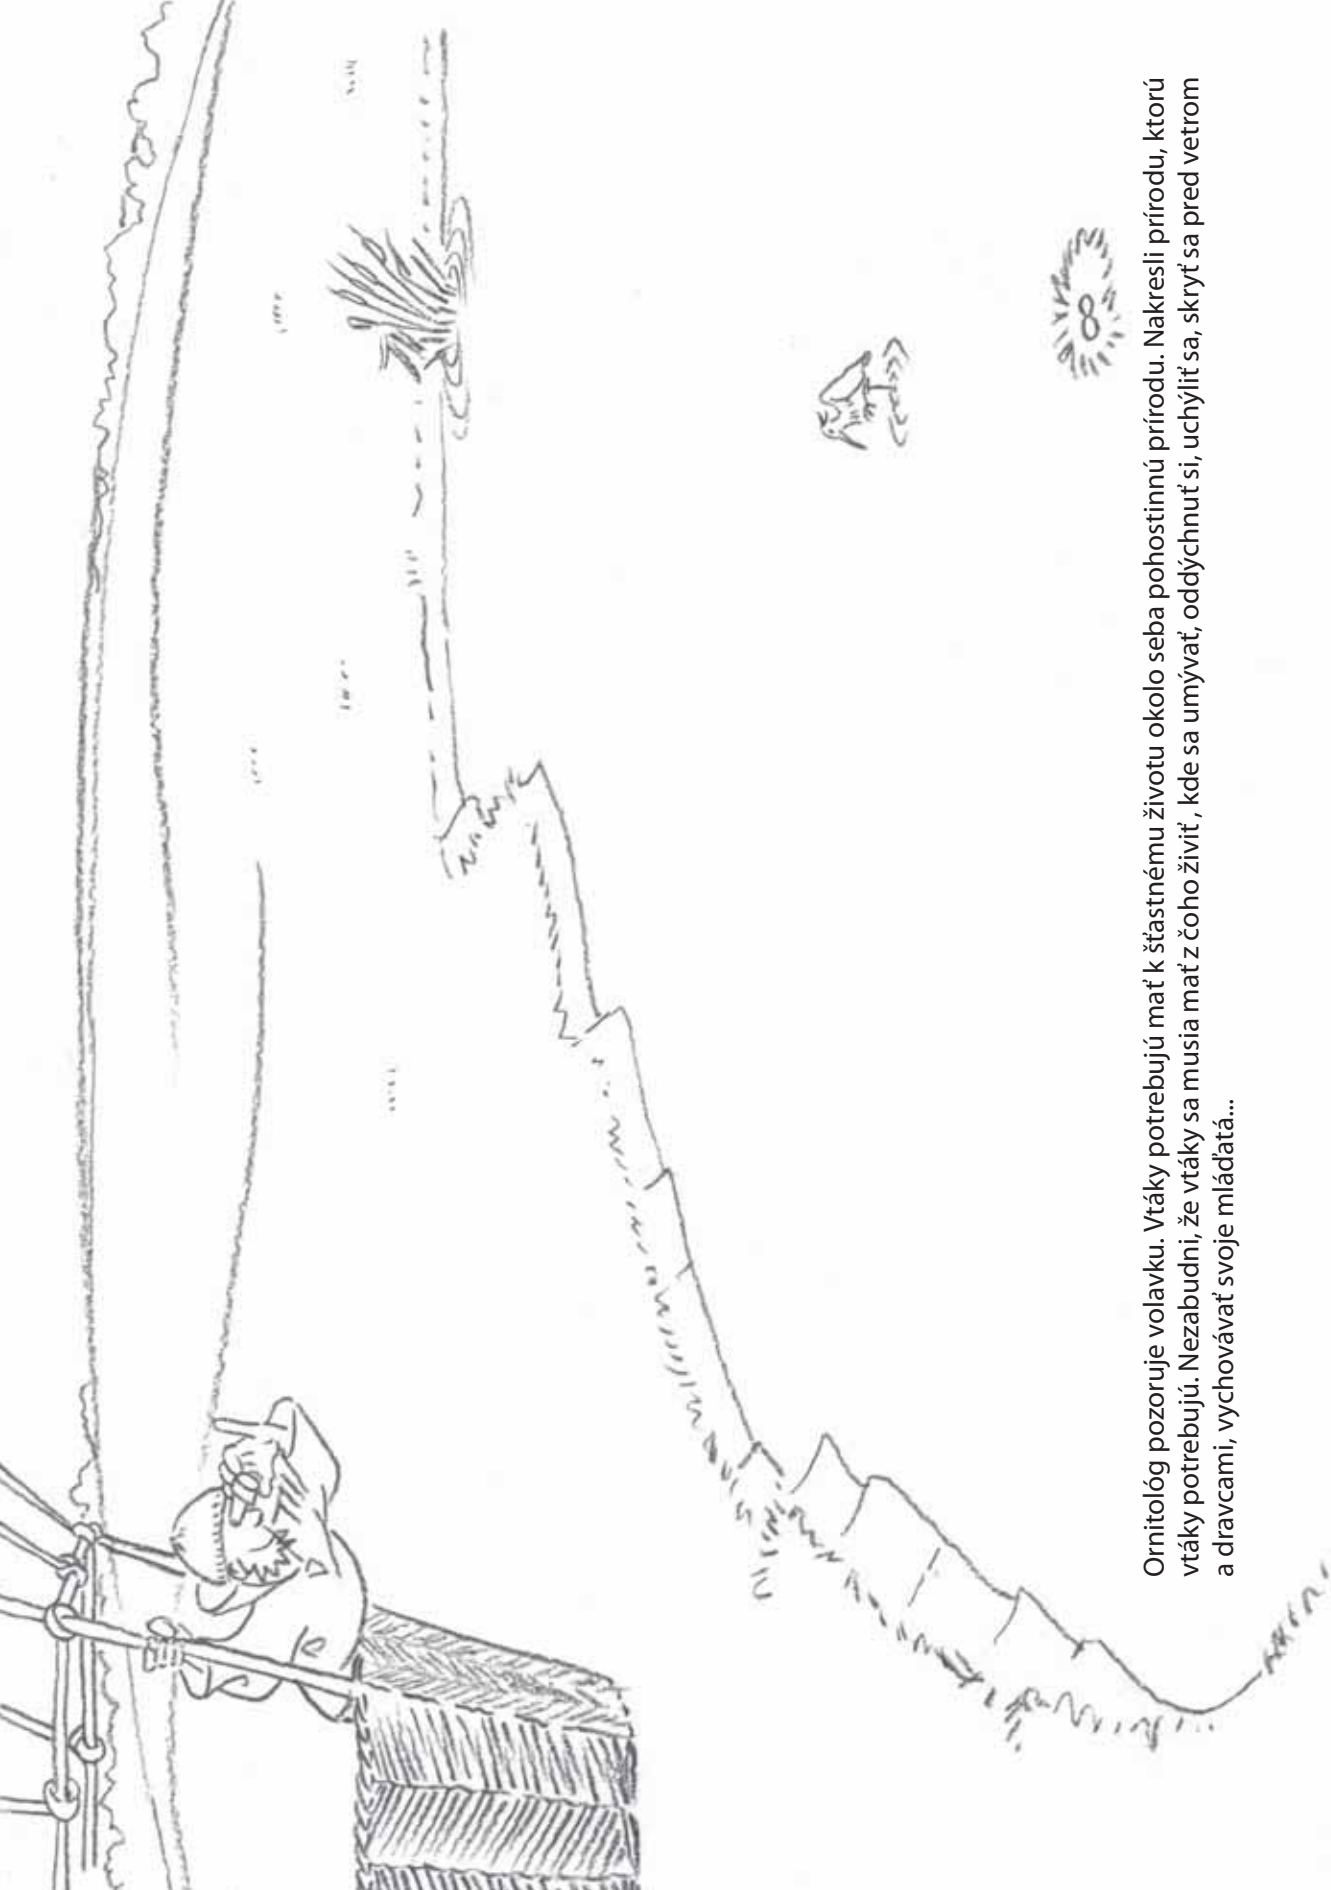 Ornitológ pozoruje volavku. Vtáky potrebujú mať k šťastnému životu okolo seba pohostinnú prírodu. Nakresli prírodu, ktorú
vtáky potrebujú. Nezabudni, že vtáky sa musia mať z čoho živiť , kde sa umývať, oddýchnuť si, uchýliť sa, skryť sa pred vetrom
a dravcami, vychovávať svoje mláďatá...
8